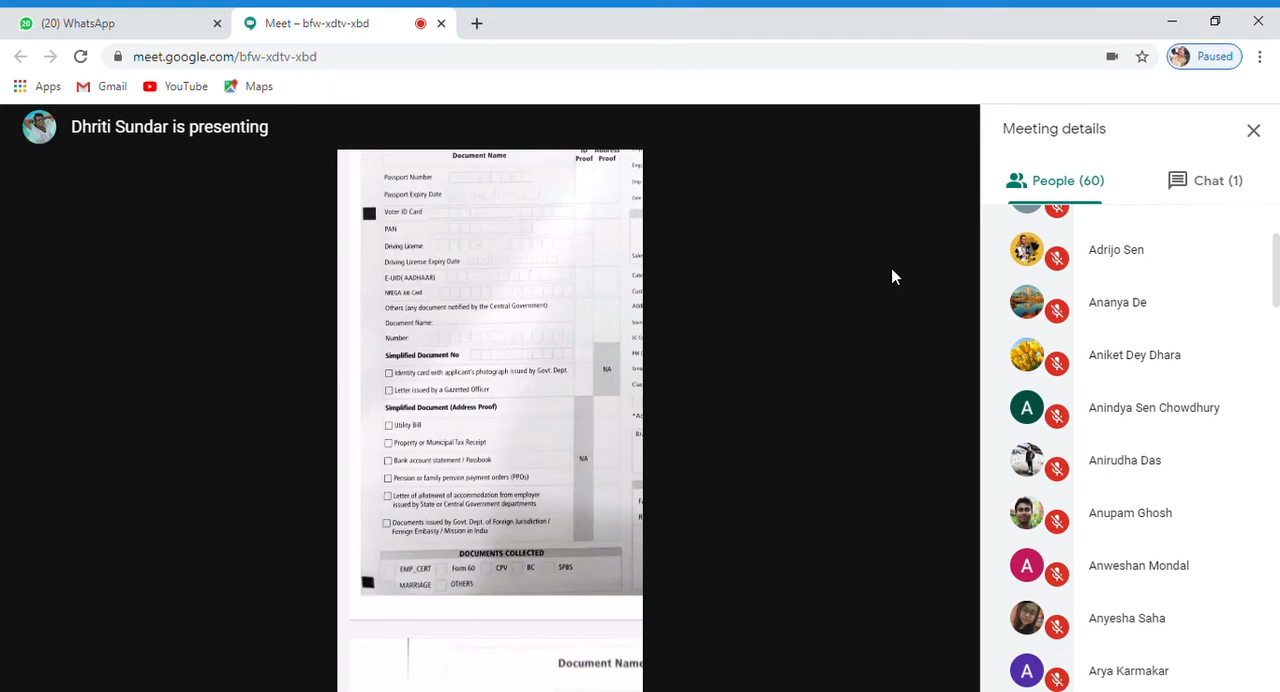 20
(20) WhatsApp
Meet – bfw-xdtv-xbd
meet.google.com/bfw-xdtv-xbd
Paused
Apps
Gmail
YouTube
Maps
Dhriti Sundar is presenting
Document Name
ID Proof
Address Proof
Passport Number
Passport Expiry Date
Voter ID Card
PAN
Driving License
Driving License Expiry Date
E-UID( AADHAAR)
NREGA Job Card
Others (any document notified by the Central Government)
Document Name:
Number:
Simplified Document No
Identity card with applicant's photograph issued by Govt. Dept.
NA
Letter issued by a Gazetted Officer
Simplified Document (Address Proof)
Utility Bill
Property or Municipal Tax Receipt
Bank account statement / Passbook
NA
Pension or family pension payment orders (PPOs)
Letter of allotment of accommodation from employer
issued by State or Central Government departments
Documents issued by Govt. Dept. of Foreign Jurisdiction /
Foreign Embassy / Mission in India
DOCUMENTS COLLECTED
EMP_CERT Form 60 CPV BC SPBS
MARRIAGE OTHERS
Document Name
Meeting details
People (60)
Chat (1)
Adrijo Sen
Ananya De
Aniket Dey Dhara
A
Anindya Sen Chowdhury
Anirudha Das
Anupam Ghosh
A
Anweshan Mondal
Anyesha Saha
A
Arya Karmakar